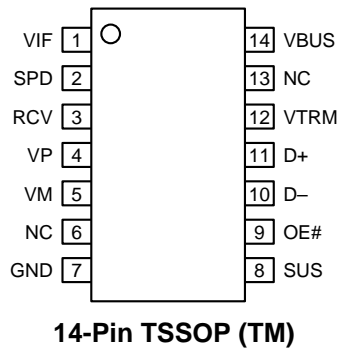 VIF 1 14 VBUS
SPD 2 13 NC
RCV 3 12 VTRM
VP 4 11 D+
VM 5 10 D–
NC 6 9 OE#
GND 7 8 SUS
14-Pin TSSOP (TM)